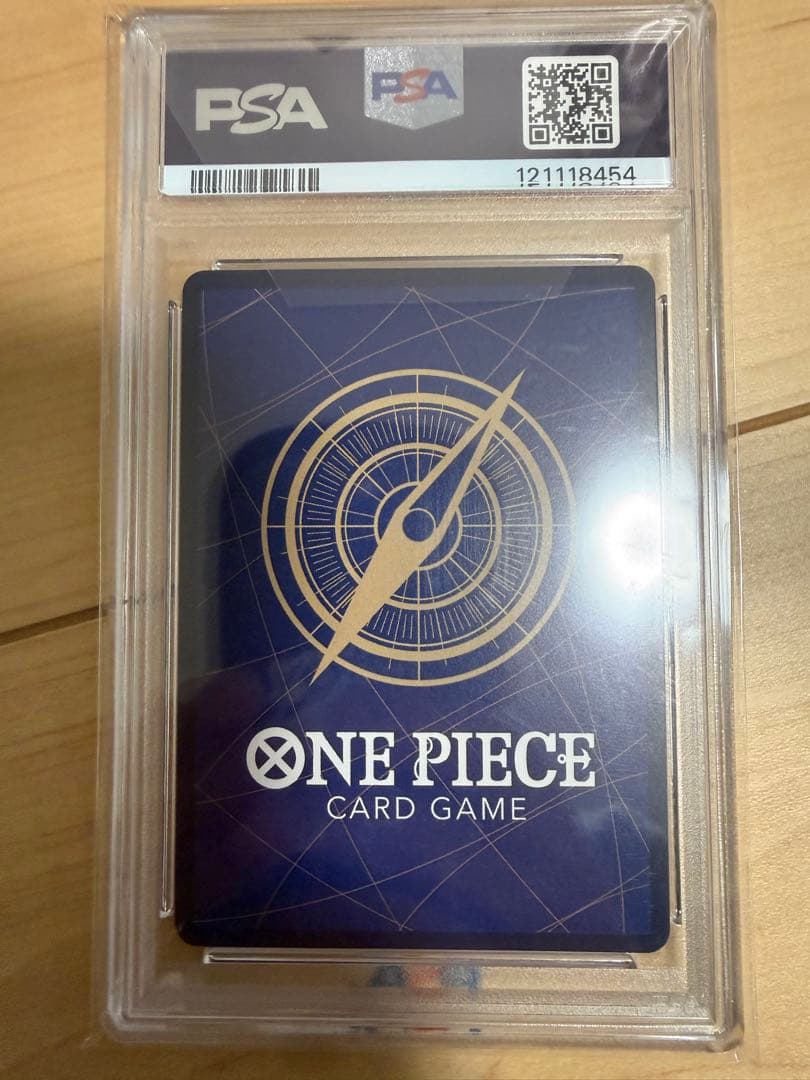 PSA
PSA
121118454
ONE PIECE
CARD GAME